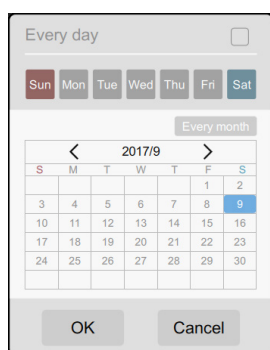 Every day
Sun Mon Tue Wed Thu Fri Sat
Every month
2017/9
S M T W T F S
1 2
3 4 5 6 7 8 9
10 11 12 13 14 15 16
17 18 19 20 21 22 23
24 25 26 27 28 29 30
OK Cancel